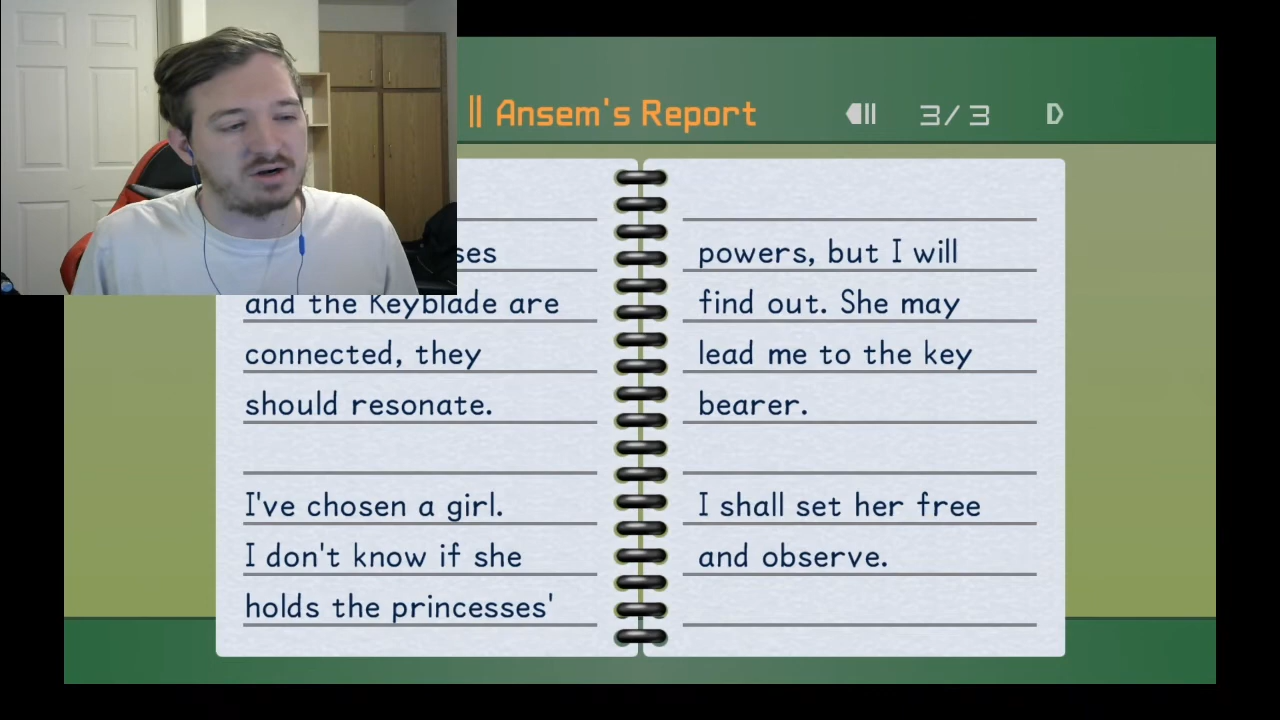 Ansem's Report
3/3
and the Keyblade are
connected, they
should resonate.
I've chosen a girl.
I don't know if she
holds the princesses'
powers, but I will
find out. She may
lead me to the key
bearer.
I shall set her free
and observe.